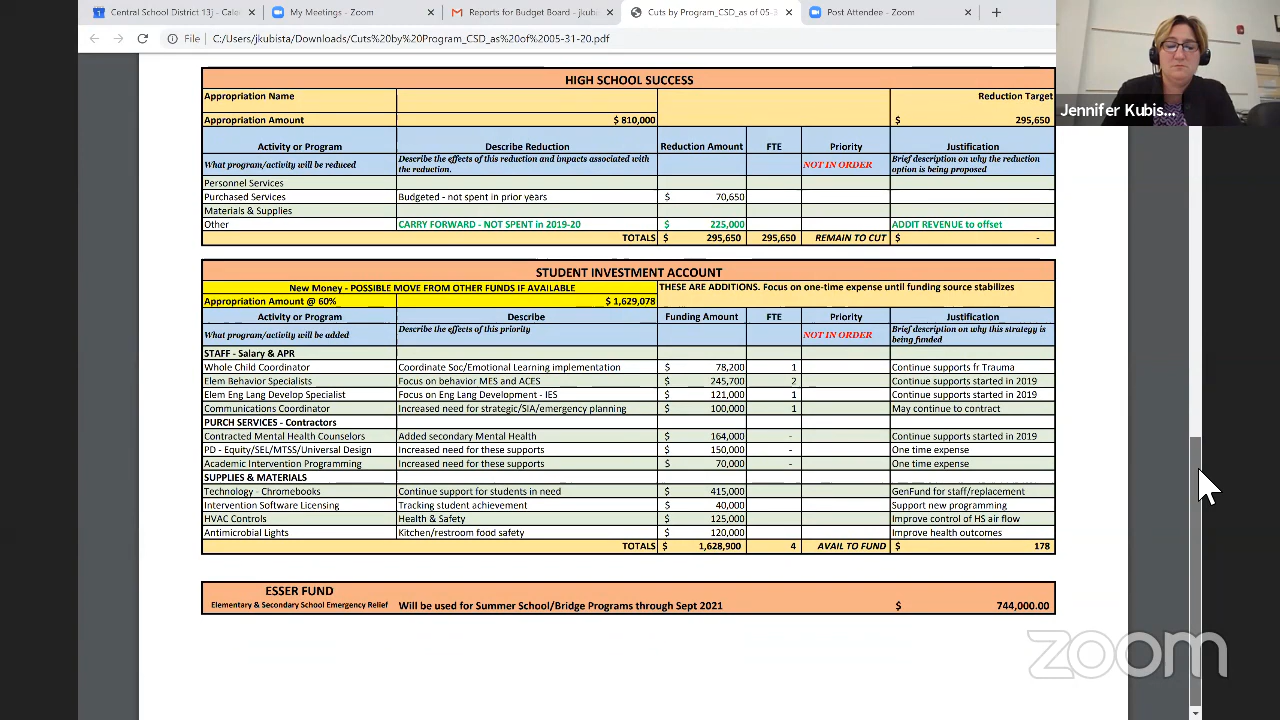 Central School District 13j - Cale
My Meetings - Zoom
Reports for Budget Board - jkub
Cuts by Program_CSD_as of 05-3
Post Attendee - Zoom
File C:/Users/jkubista/Downloads/Cuts%20by%20Program_CSD_as%20of%2005-31-20.pdf
Jennifer Kubis...
HIGH SCHOOL SUCCESS
Appropriation Name Reduction Target
Appropriation Amount $ 810,000 $ 295,650
Activity or Program Describe Reduction Reduction Amount FTE Priority Justification
What program/activity will be reduced Describe the effects of this reduction and impacts associated with the reduction. NOT IN ORDER Brief description on why the reduction option is being proposed
Personnel Services
Purchased Services Budgeted - not spent in prior years $ 70,650
Materials & Supplies
Other CARRY FORWARD - NOT SPENT in 2019-20 $ 225,000 ADDIT REVENUE to offset
TOTALS $ 295,650 295,650 REMAIN TO CUT $ -
STUDENT INVESTMENT ACCOUNT
New Money - POSSIBLE MOVE FROM OTHER FUNDS IF AVAILABLE THESE ARE ADDITIONS. Focus on one-time expense until funding source stabilizes
Appropriation Amount @ 60% $ 1,629,078
Activity or Program Describe Funding Amount FTE Priority Justification
What program/activity will be added Describe the effects of this priority NOT IN ORDER Brief description on why this strategy is being funded
STAFF - Salary & APR
Whole Child Coordinator Coordinate Soc/Emotional Learning implementation $ 78,200 1 Continue supports fr Trauma
Elem Behavior Specialists Focus on behavior MES and ACES $ 245,700 2 Continue supports started in 2019
Elem Eng Lang Develop Specialist Focus on Eng Lang Development - IES $ 121,000 1 Continue supports started in 2019
Communications Coordinator Increased need for strategic/SIA/emergency planning $ 100,000 1 May continue to contract
PURCH SERVICES - Contractors
Contracted Mental Health Counselors Added secondary Mental Health $ 164,000 - Continue supports started in 2019
PD - Equity/SEL/MTSS/Universal Design Increased need for these supports $ 150,000 - One time expense
Academic Intervention Programming Increased need for these supports $ 70,000 - One time expense
SUPPLIES & MATERIALS
Technology - Chromebooks Continue support for students in need $ 415,000 GenFund for staff/replacement
Intervention Software Licensing Tracking student achievement $ 40,000 Support new programming
HVAC Controls Health & Safety $ 125,000 Improve control of HS air flow
Antimicrobial Lights Kitchen/restroom food safety $ 120,000 Improve health outcomes
TOTALS $ 1,628,900 4 AVAIL TO FUND $ 178
ESSER FUND
Elementary & Secondary School Emergency Relief Will be used for Summer School/Bridge Programs through Sept 2021 $ 744,000.00
zoom